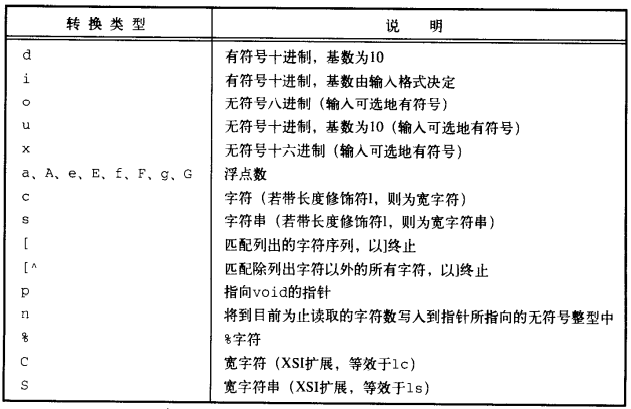 转换类型 说明
d 有符号十进制，基数为10
i 有符号十进制，基数由输入格式决定
o 无符号八进制（输入可选地有符号）
u 无符号十进制，基数为10（输入可选地有符号）
x 无符号十六进制（输入可选地有符号）
a、A、e、E、f、F、g、G 浮点数
c 字符（若带长度修饰符l，则为宽字符）
s 字符串（若带长度修饰符l，则为宽字符串）
[ 匹配列出的字符序列，以]终止
[^ 匹配除列出字符以外的所有字符，以]终止
p 指向void的指针
n 将到目前为止读取的字符数写入到指针所指向的无符号整型中
% %字符
C 宽字符（XSI扩展，等效于lc）
S 宽字符串（XSI扩展，等效于ls）